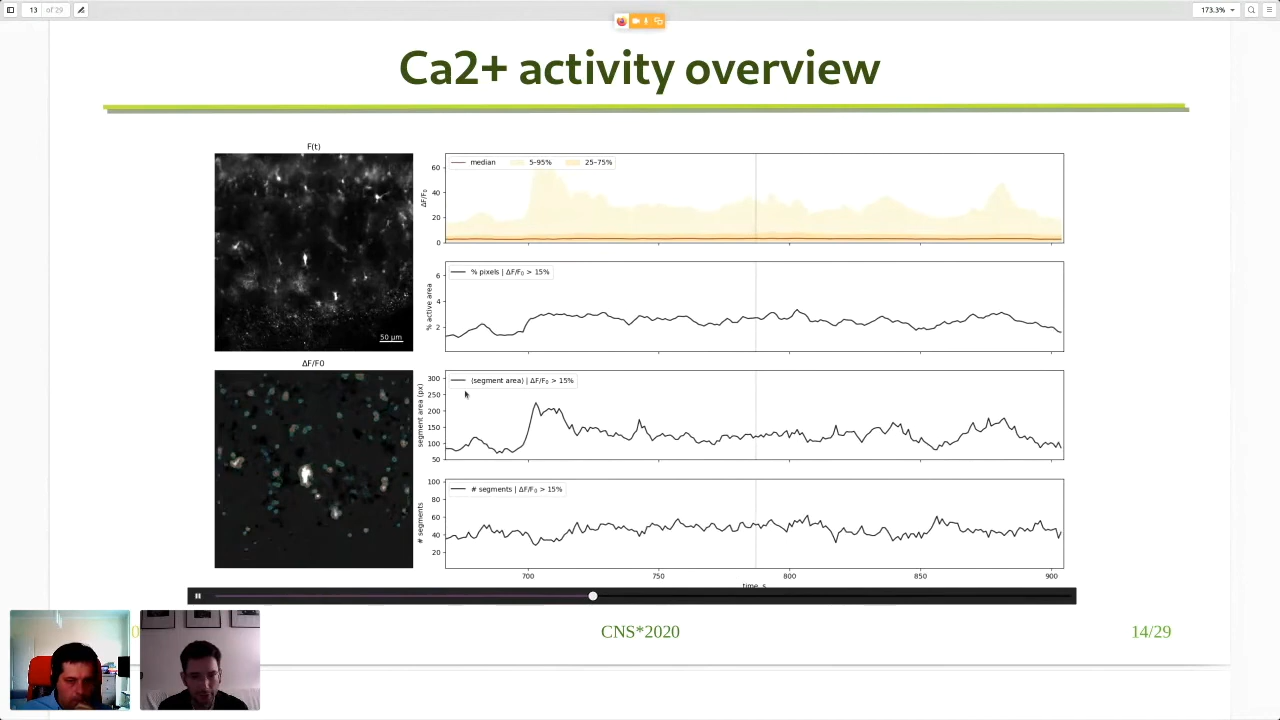 13 of 29
173.3%
Ca2+ activity overview
F(t)
50 µm
ΔF/F0
median 5–95% 25–75%
ΔF/F₀
60
40
20
0
% pixels | ΔF/F₀ > 15%
% active area
6
4
2
⟨segment area⟩ | ΔF/F₀ > 15%
segment area (px)
300
250
200
150
100
50
# segments | ΔF/F₀ > 15%
# segments
100
80
60
40
20
700 750 800 850 900
time, s
CNS*2020
14/29